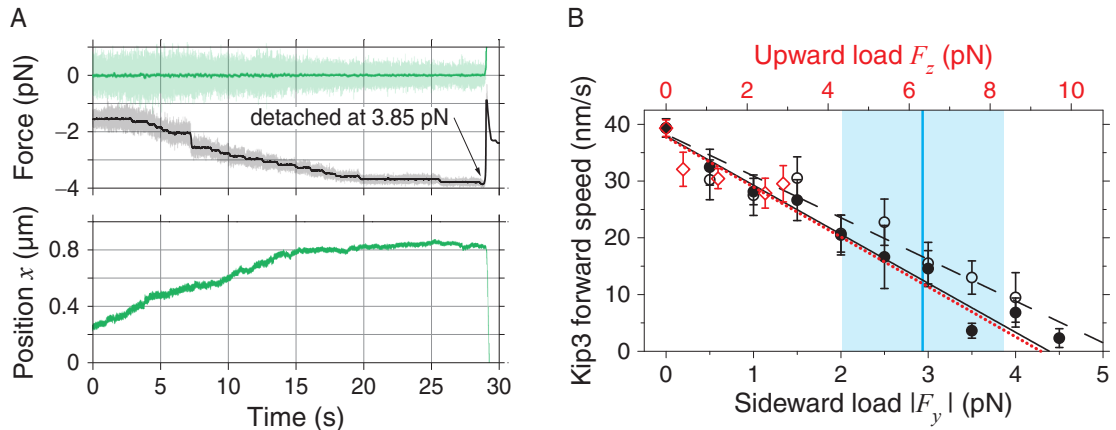 A
Force (pN)
0
−2
−4
detached at 3.85 pN
Position x (µm)
0.8
0.4
0
0 5 10 15 20 25 30
Time (s)
B
Upward load Fz (pN)
0 2 4 6 8 10
Kip3 forward speed (nm/s)
40
30
20
10
0
0 1 2 3 4 5
Sideward load |Fy| (pN)